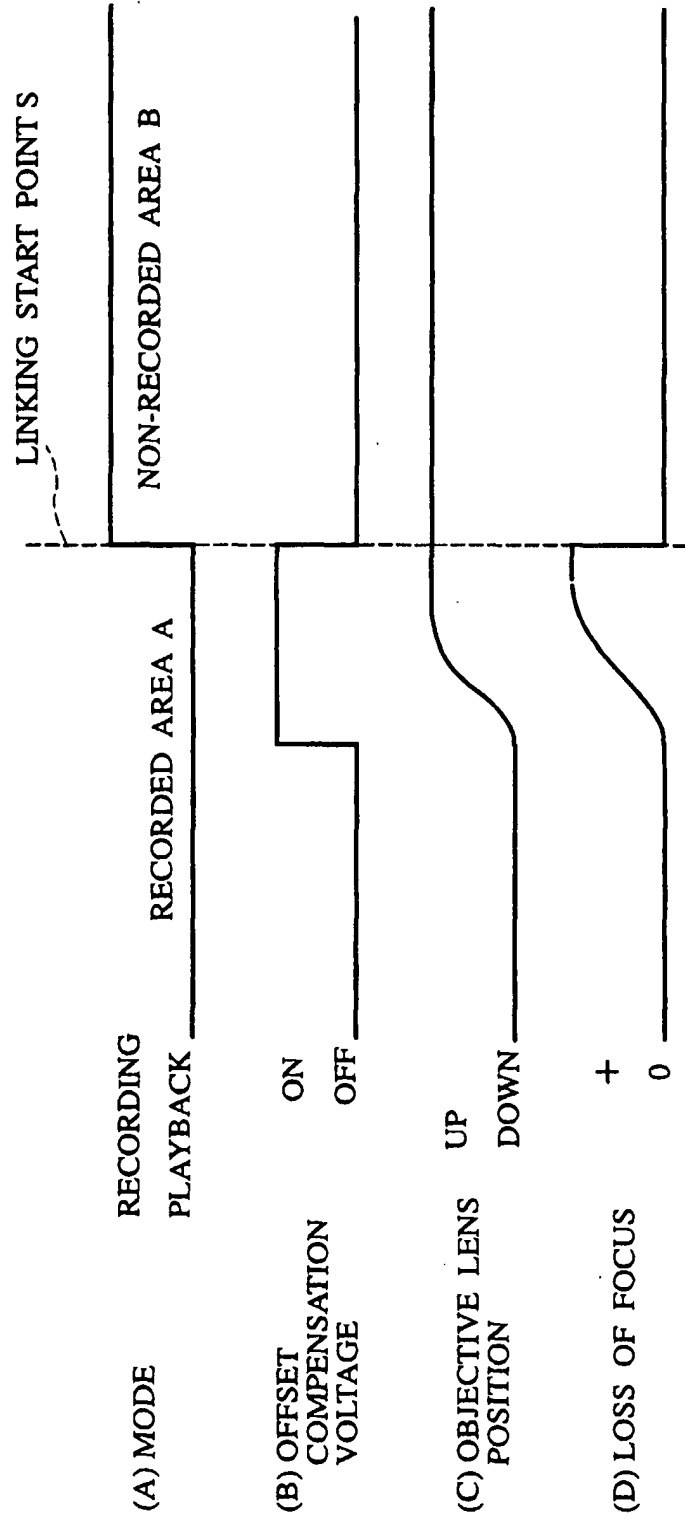 LINKING START POINT S
(A) MODE
RECORDING
PLAYBACK
RECORDED AREA A
NON-RECORDED AREA B
(B) OFFSET
COMPENSATION
VOLTAGE
ON
OFF
(C) OBJECTIVE LENS
POSITION
UP
DOWN
(D) LOSS OF FOCUS
+
0